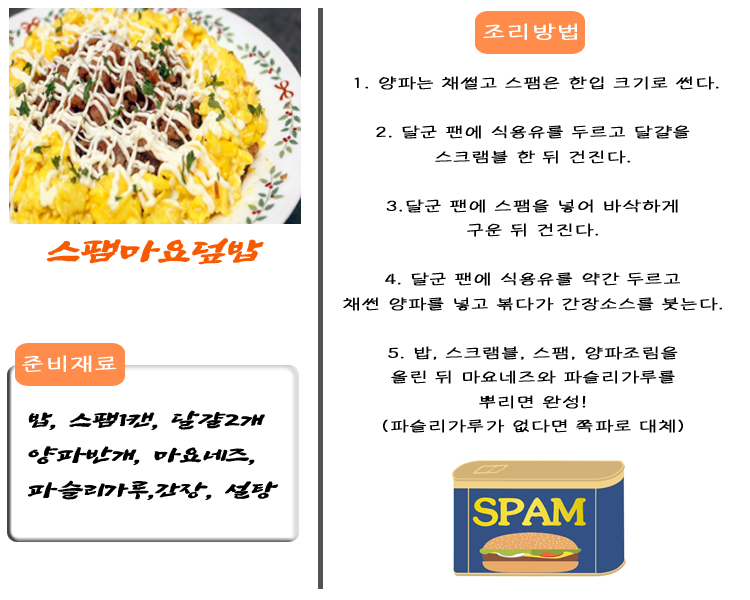 스팸마요덮밥
준비재료
밥, 스팸1캔, 달걀2개
양파반개, 마요네즈,
파슬리가루,간장, 설탕
조리방법
1. 양파는 채썰고 스팸은 한입 크기로 썬다.
2. 달군 팬에 식용유를 두르고 달걀을
스크램블 한 뒤 건진다.
3.달군 팬에 스팸을 넣어 바삭하게
구운 뒤 건진다.
4. 달군 팬에 식용유를 약간 두르고
채썬 양파를 넣고 볶다가 간장소스를 붓는다.
5. 밥, 스크램블, 스팸, 양파조림을
올린 뒤 마요네즈와 파슬리가루를
뿌리면 완성!
(파슬리가루가 없다면 쪽파로 대체)
SPAM